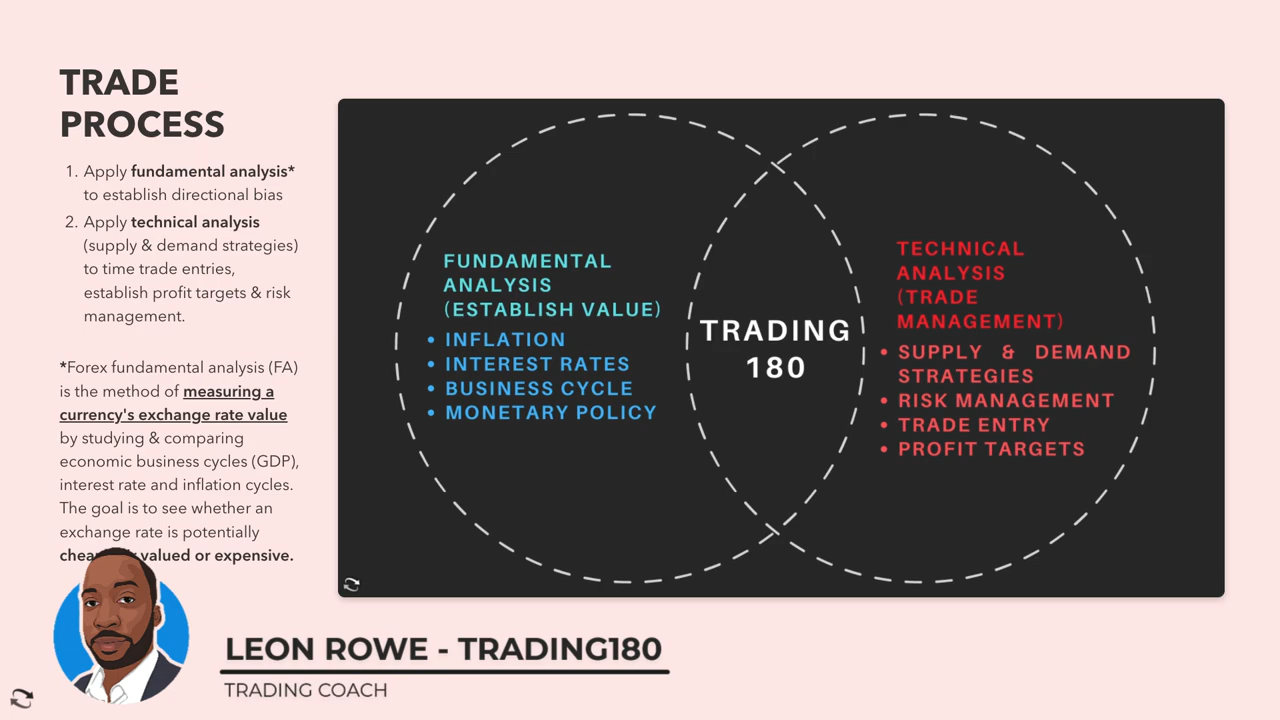 TRADE
PROCESS
1. Apply fundamental analysis*
to establish directional bias
2. Apply technical analysis
(supply & demand strategies)
to time trade entries,
establish profit targets & risk
management.
*Forex fundamental analysis (FA)
is the method of measuring a
currency's exchange rate value
by studying & comparing
economic business cycles (GDP),
interest rate and inflation cycles.
The goal is to see whether an
exchange rate is potentially
valued or expensive.
FUNDAMENTAL
ANALYSIS
(ESTABLISH VALUE)
• INFLATION
• INTEREST RATES
• BUSINESS CYCLE
• MONETARY POLICY
TRADING
180
TECHNICAL
ANALYSIS
(TRADE
MANAGEMENT)
• SUPPLY & DEMAND
STRATEGIES
• RISK MANAGEMENT
• TRADE ENTRY
• PROFIT TARGETS
LEON ROWE - TRADING180
TRADING COACH